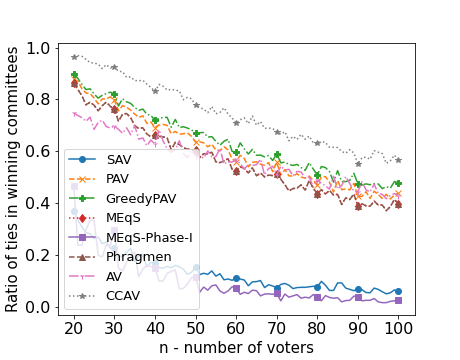 1.0
0.8
0.6
0.4
0.2
0.0
Ratio of ties in winning committees
SAV
PAV
GreedyPAV
MEqS
MEqS-Phase-I
Phragmen
AV
CCAV
20 30 40 50 60 70 80 90 100
n - number of voters